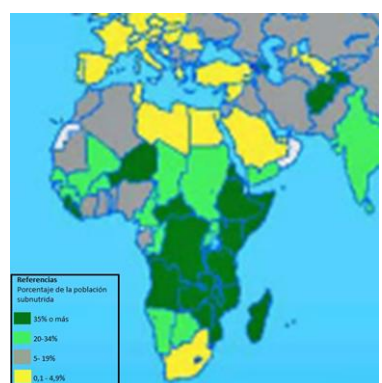 Referencias
Porcentaje de la población
subnutrida
35% o más
20-34%
5- 19%
0,1 - 4,9%